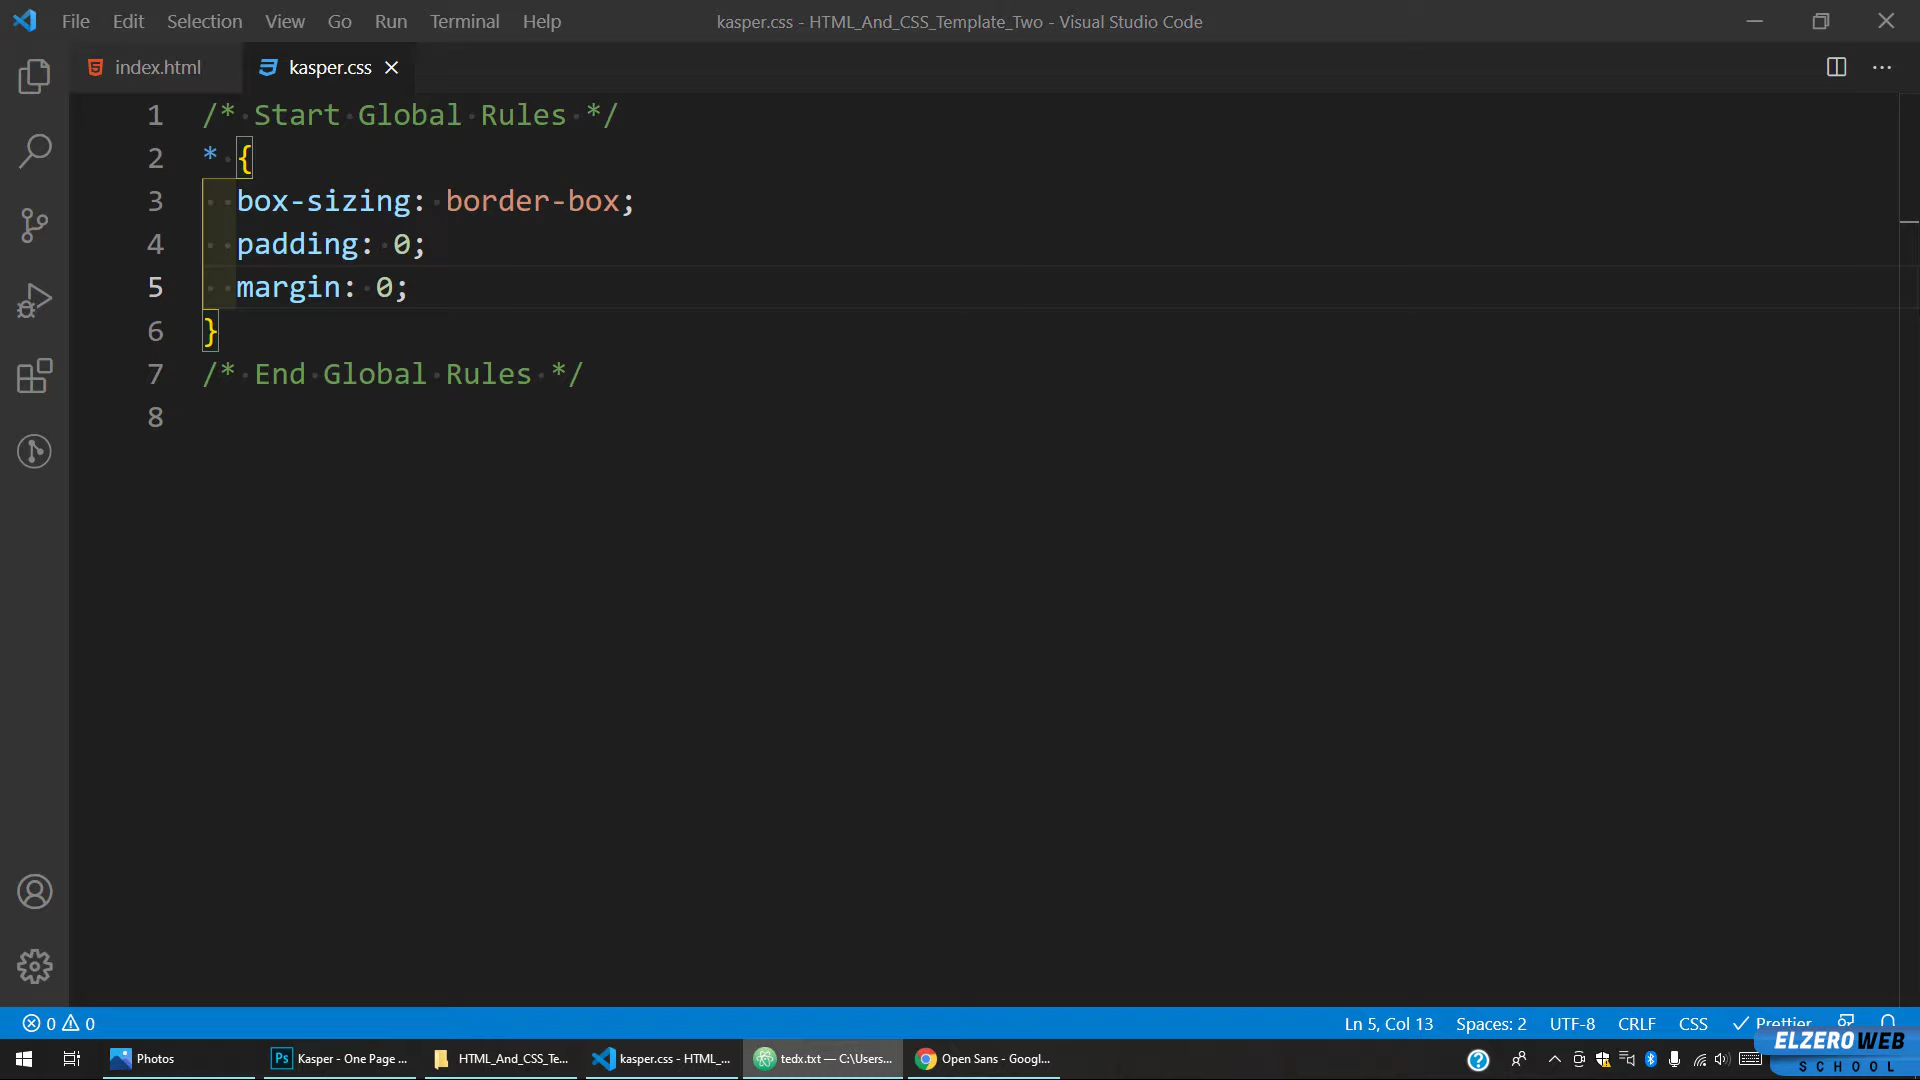 File Edit Selection View Go Run Terminal Help kasper.css - HTML_And_CSS_Template_Two - Visual Studio Code
index.html kasper.css
1 /* Start Global Rules */
2 * {
3 box-sizing: border-box;
4 padding: 0;
5 margin: 0;
6 }
7 /* End Global Rules */
8
0 0 Ln 5, Col 13 Spaces: 2 UTF-8 CRLF CSS Prettier
ELZEROWEB
SCHOOL
Photos Ps Kasper - One Page ... HTML_And_CSS_Te... kasper.css - HTML_... tedx.txt — C:\Users... Open Sans - Googl...